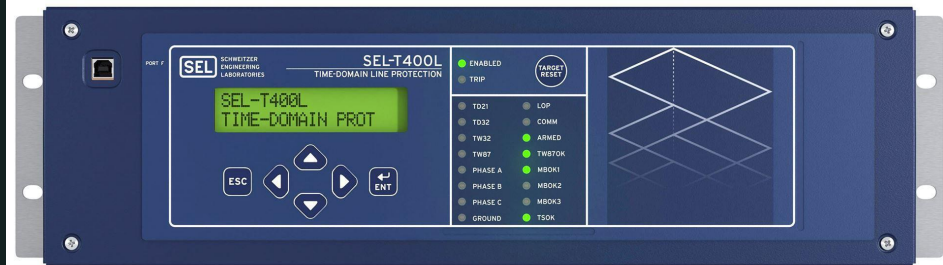 PORT F
SEL
SCHWEITZER
ENGINEERING
LABORATORIES
SEL-T400L
TIME-DOMAIN LINE PROTECTION
SEL-T400L
TIME-DOMAIN PROT
ESC
ENT
ENABLED
TRIP
TARGET
RESET
TD21
TD32
TW32
TW87
PHASE A
PHASE B
PHASE C
GROUND
LOP
COMM
ARMED
TW87OK
MBOK1
MBOK2
MBOK3
TSOK